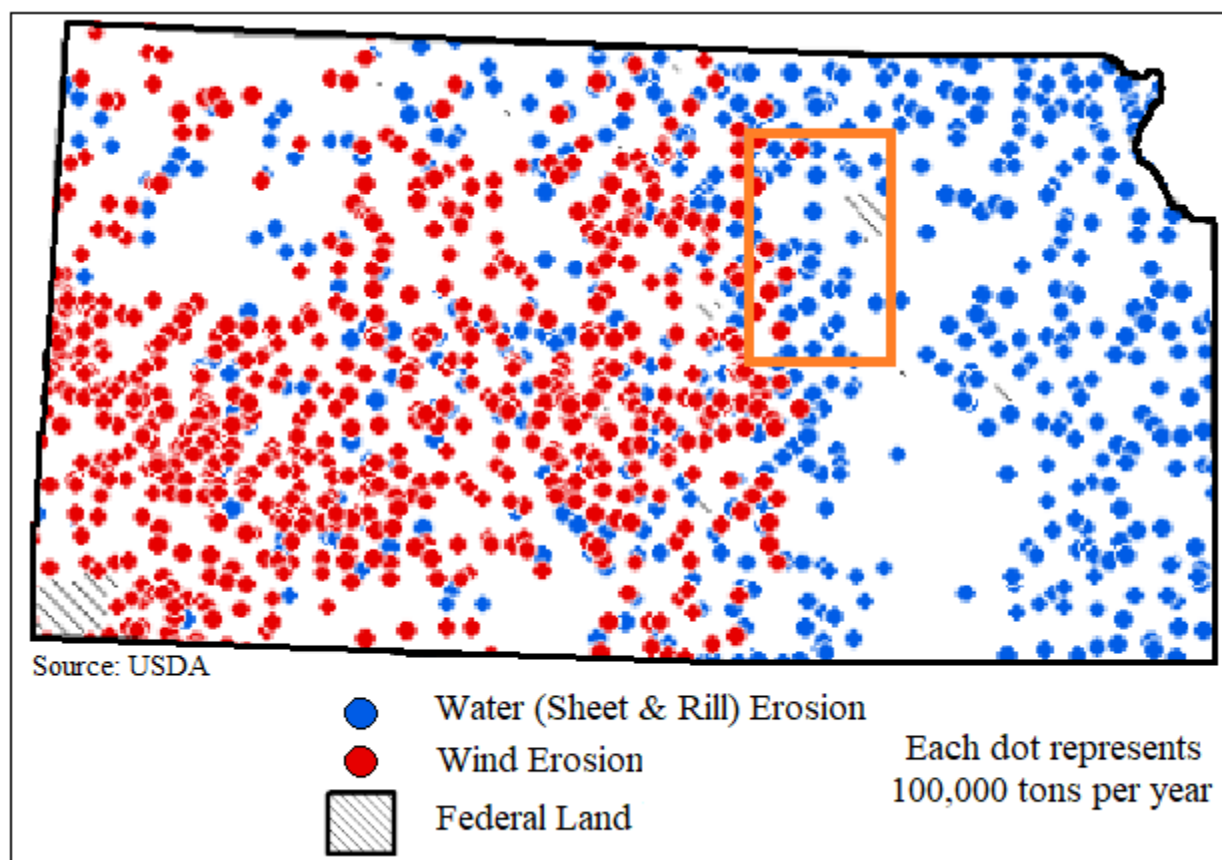 Source: USDA
Water (Sheet & Rill) Erosion
Wind Erosion
Federal Land
Each dot represents
100,000 tons per year